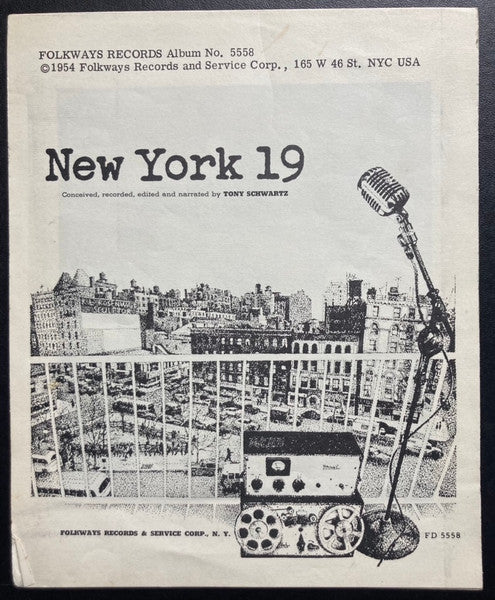 FOLKWAYS RECORDS Album No. 5558
©1954 Folkways Records and Service Corp., 165 W 46 St. NYC USA
New York 19
Conceived, recorded, edited and narrated by TONY SCHWARTZ
FOLKWAYS RECORDS & SERVICE CORP., N. Y.
FD 5558